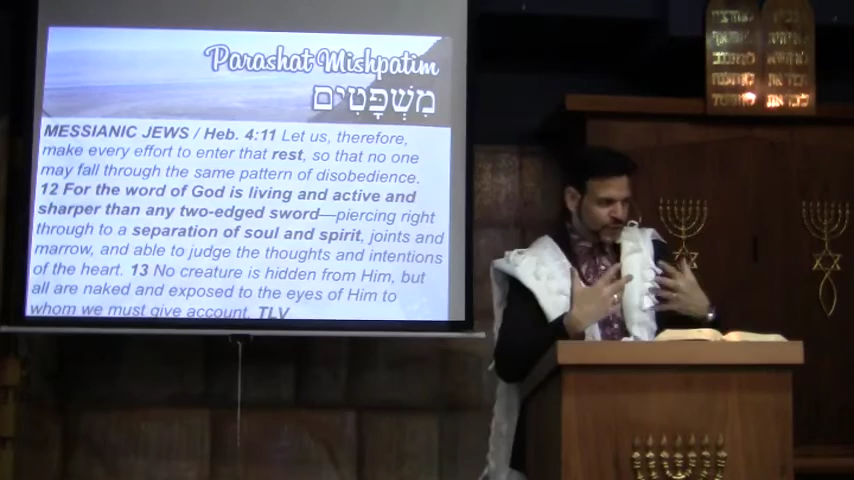 Parashat Mishpatim
מִשְׁפָּטִים
MESSIANIC JEWS / Heb. 4:11 Let us, therefore,
make every effort to enter that rest, so that no one
may fall through the same pattern of disobedience.
12 For the word of God is living and active and
sharper than any two-edged sword—piercing right
through to a separation of soul and spirit, joints and
marrow, and able to judge the thoughts and intentions
of the heart. 13 No creature is hidden from Him, but
all are naked and exposed to the eyes of Him to
whom we must give account. TLV